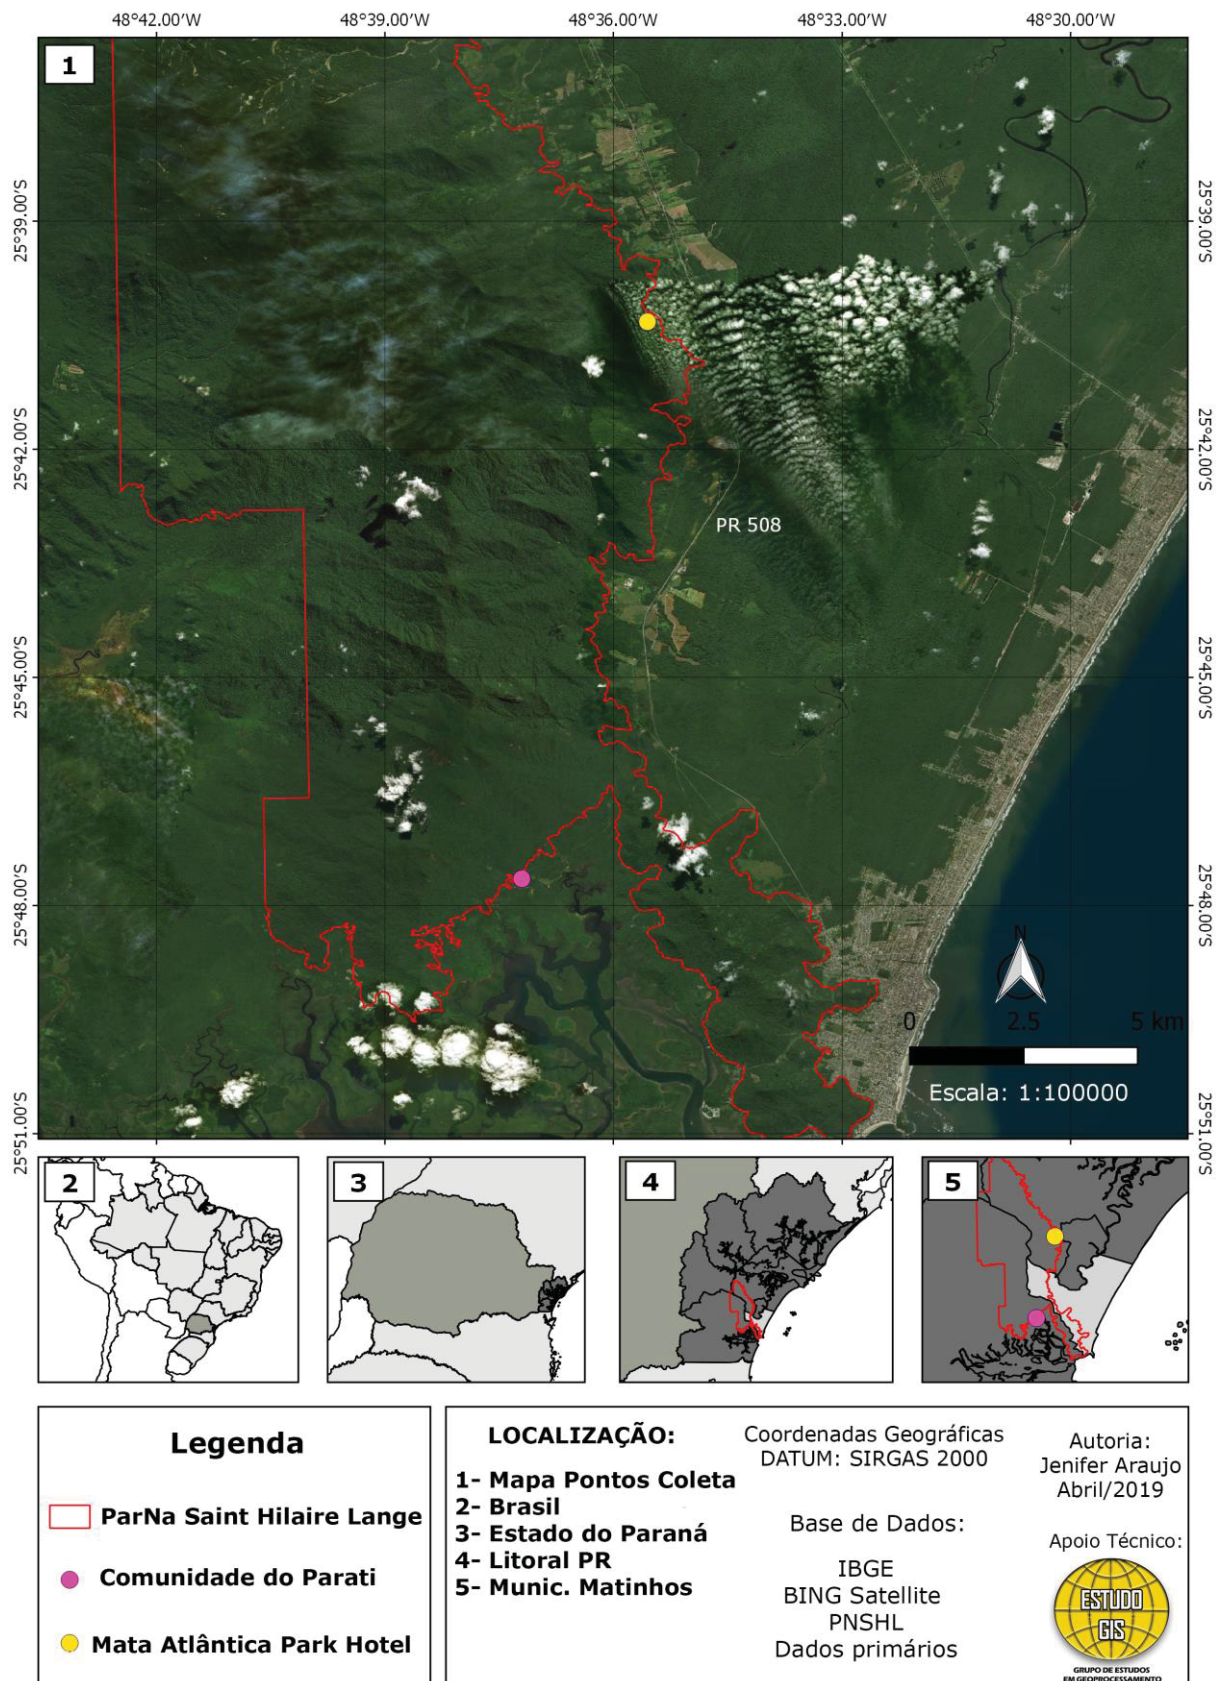 48°42.00'W 48°39.00'W 48°36.00'W 48°33.00'W 48°30.00'W
1
25°39.00'S
25°39.00'S
25°42.00'S
25°42.00'S
PR 508
25°45.00'S
25°45.00'S
25°48.00'S
25°48.00'S
N
0 2.5 5 km
Escala: 1:100000
25°51.00'S
25°51.00'S
2
3
4
5
Legenda
ParNa Saint Hilaire Lange
Comunidade do Parati
Mata Atlântica Park Hotel
LOCALIZAÇÃO:
1- Mapa Pontos Coleta
2- Brasil
3- Estado do Paraná
4- Litoral PR
5- Munic. Matinhos
Coordenadas Geográficas
DATUM: SIRGAS 2000
Base de Dados:
IBGE
BING Satellite
PNSHL
Dados primários
Autoria:
Jenifer Araujo
Abril/2019
Apoio Técnico:
ESTUDO
GIS
GRUPO DE ESTUDOS
EM GEOPROCESSAMENTO